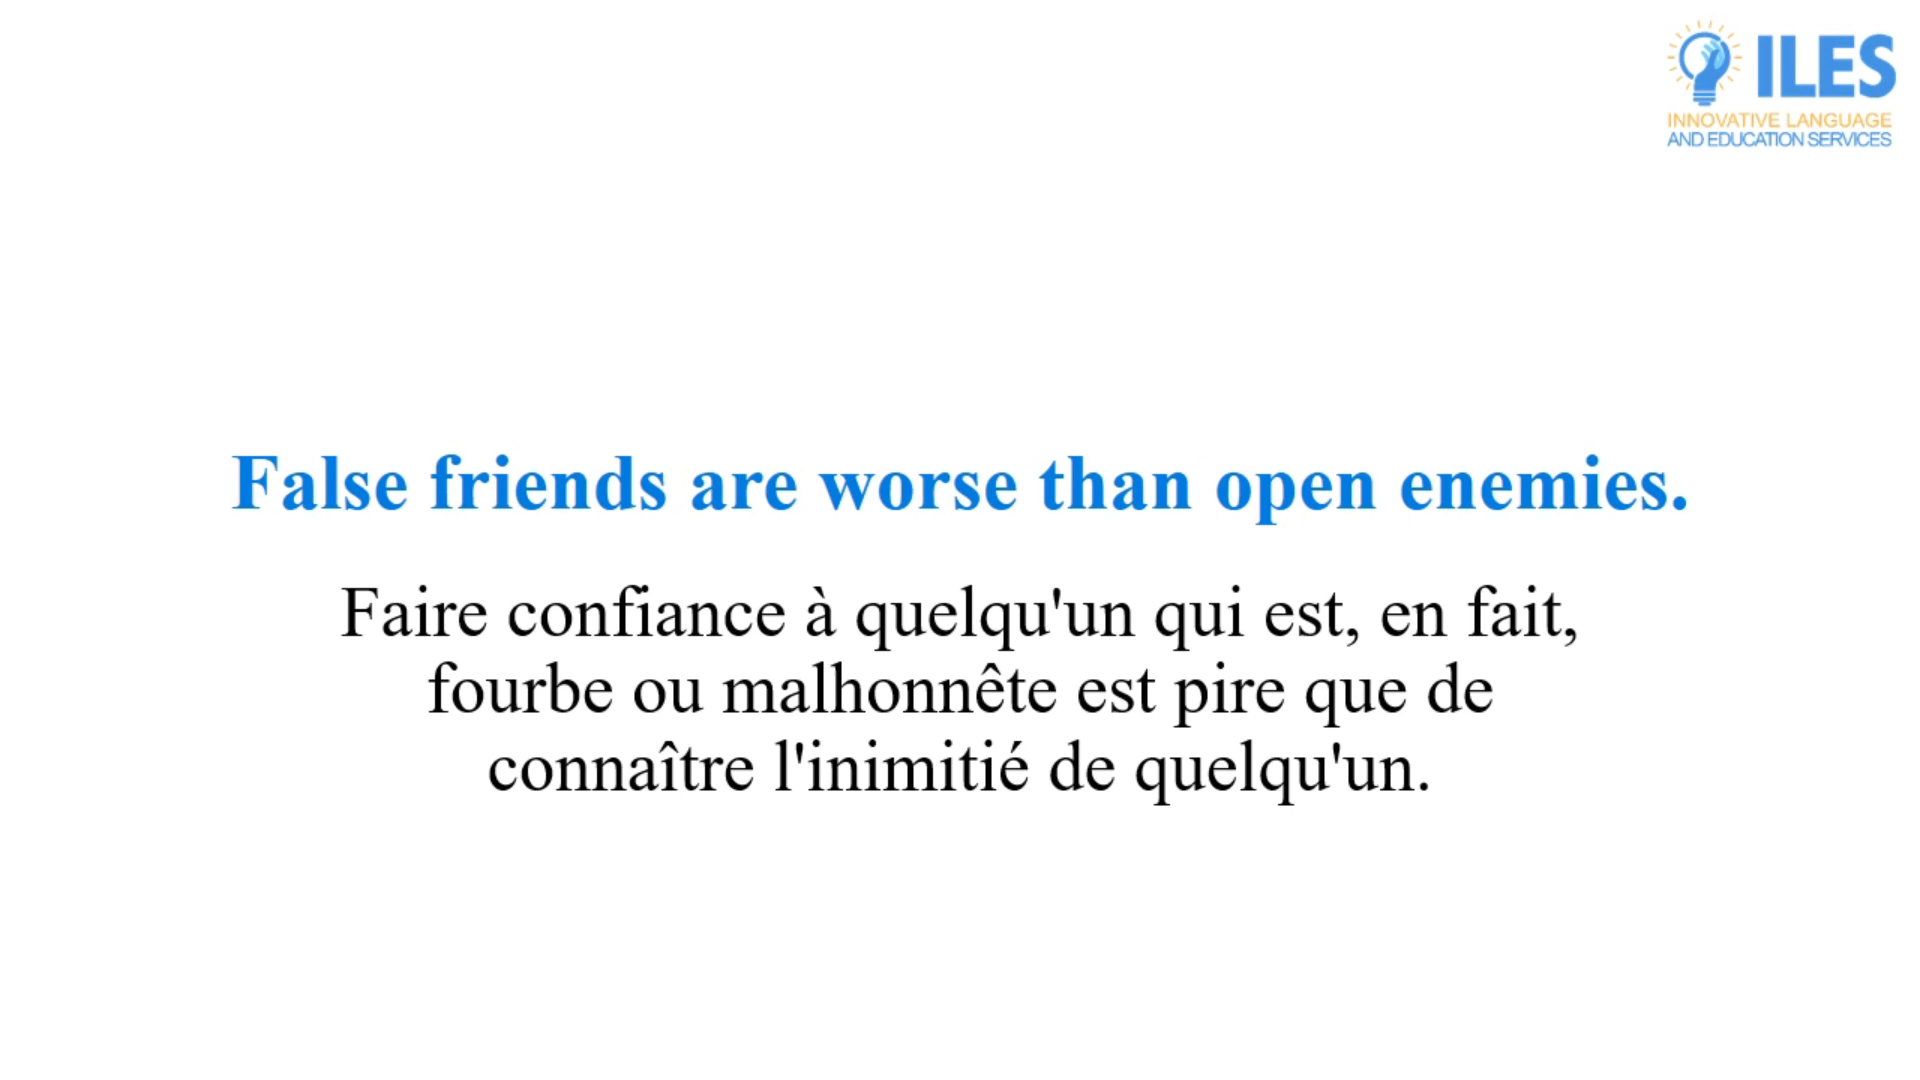 ILES
INNOVATIVE LANGUAGE
AND EDUCATION SERVICES
False friends are worse than open enemies.
Faire confiance à quelqu'un qui est, en fait,
fourbe ou malhonnête est pire que de
connaître l'inimitié de quelqu'un.